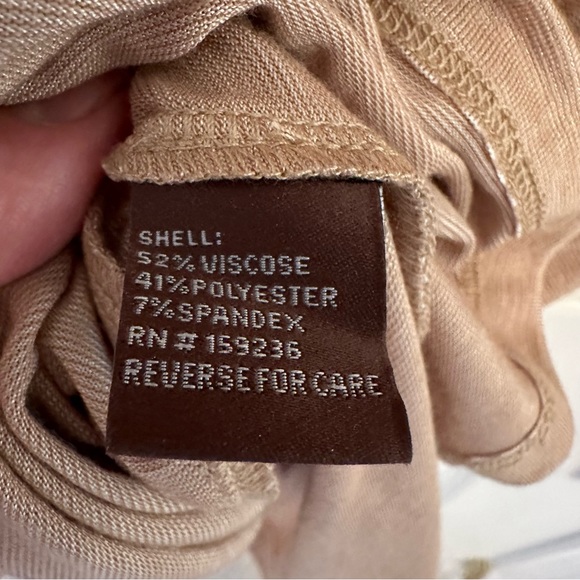 SHELL:
52% VISCOSE
41% POLYESTER
7% SPANDEX
RN # 159236
REVERSE FOR CARE